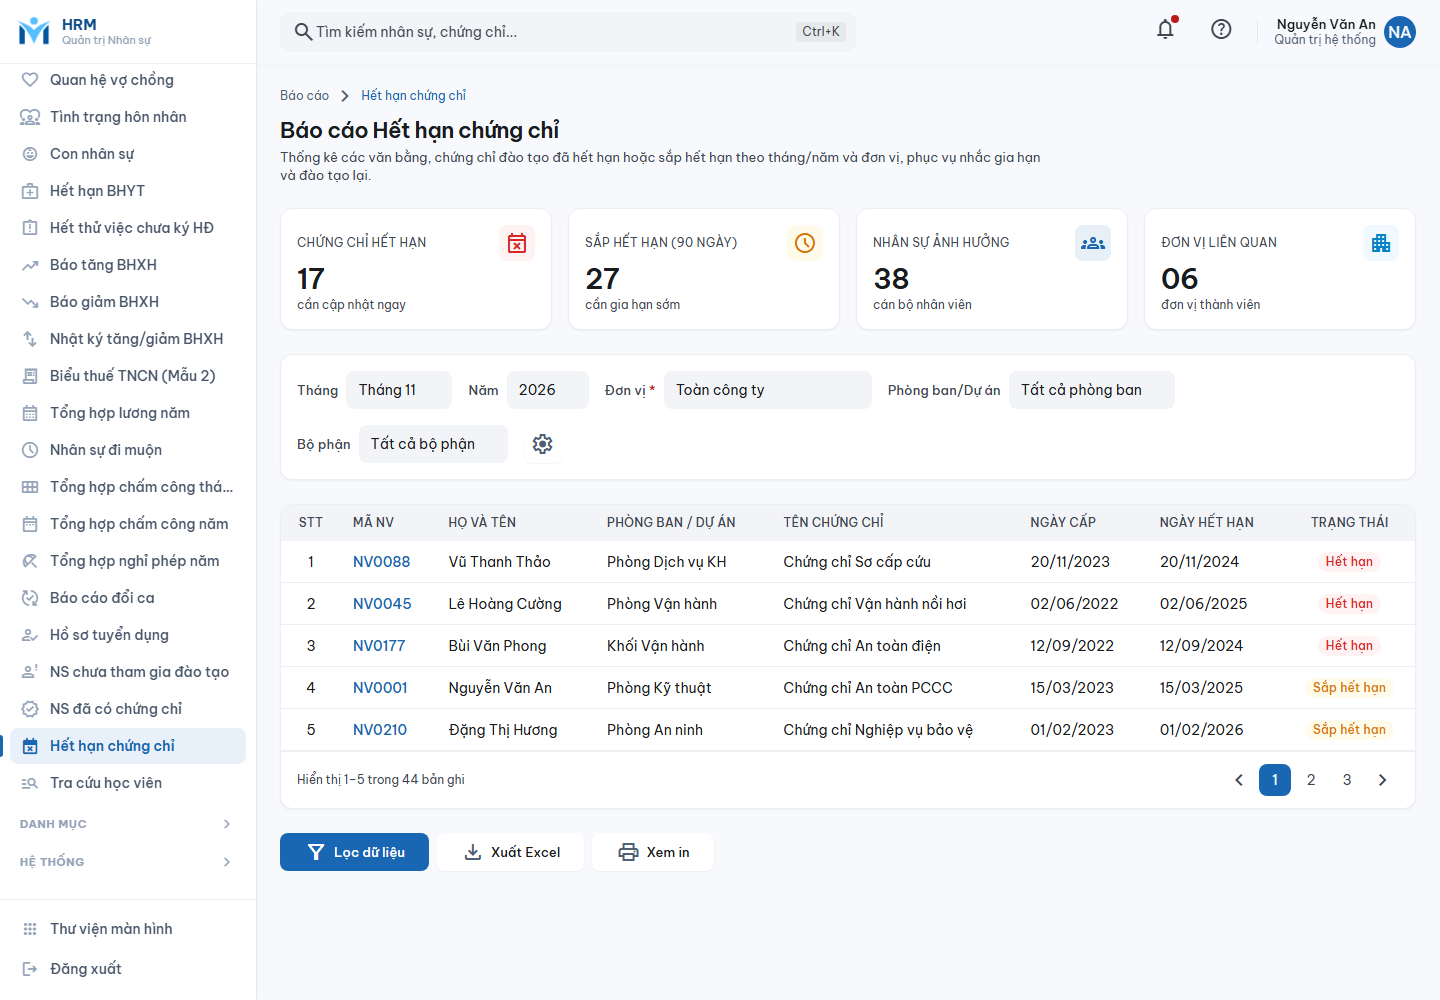 HRM
Quản trị Nhân sự
Quan hệ vợ chồng
Tình trạng hôn nhân
Con nhân sự
Hết hạn BHYT
Hết thử việc chưa ký HĐ
Báo tăng BHXH
Báo giảm BHXH
Nhật ký tăng/giảm BHXH
Biểu thuế TNCN (Mẫu 2)
Tổng hợp lương năm
Nhân sự đi muộn
Tổng hợp chấm công thá...
Tổng hợp chấm công năm
Tổng hợp nghỉ phép năm
Báo cáo đổi ca
Hồ sơ tuyển dụng
NS chưa tham gia đào tạo
NS đã có chứng chỉ
Hết hạn chứng chỉ
Tra cứu học viên
DANH MỤC
HỆ THỐNG
Thư viện màn hình
Đăng xuất
Tìm kiếm nhân sự, chứng chỉ... Ctrl+K
Nguyễn Văn An
Quản trị hệ thống
NA
Báo cáo Hết hạn chứng chỉ
Báo cáo Hết hạn chứng chỉ
Thống kê các văn bằng, chứng chỉ đào tạo đã hết hạn hoặc sắp hết hạn theo tháng/năm và đơn vị, phục vụ nhắc gia hạn
và đào tạo lại.
CHỨNG CHỈ HẾT HẠN
17
cần cập nhật ngay
SẮP HẾT HẠN (90 NGÀY)
27
cần gia hạn sớm
NHÂN SỰ ẢNH HƯỞNG
38
cán bộ nhân viên
ĐƠN VỊ LIÊN QUAN
06
đơn vị thành viên
Tháng Tháng 11 Năm 2026 Đơn vị * Toàn công ty Phòng ban/Dự án Tất cả phòng ban
Bộ phận Tất cả bộ phận
STT MÃ NV HỌ VÀ TÊN PHÒNG BAN / DỰ ÁN TÊN CHỨNG CHỈ NGÀY CẤP NGÀY HẾT HẠN TRẠNG THÁI
1 NV0088 Vũ Thanh Thảo Phòng Dịch vụ KH Chứng chỉ Sơ cấp cứu 20/11/2023 20/11/2024 Hết hạn
2 NV0045 Lê Hoàng Cường Phòng Vận hành Chứng chỉ Vận hành nồi hơi 02/06/2022 02/06/2025 Hết hạn
3 NV0177 Bùi Văn Phong Khối Vận hành Chứng chỉ An toàn điện 12/09/2022 12/09/2024 Hết hạn
4 NV0001 Nguyễn Văn An Phòng Kỹ thuật Chứng chỉ An toàn PCCC 15/03/2023 15/03/2025 Sắp hết hạn
5 NV0210 Đặng Thị Hương Phòng An ninh Chứng chỉ Nghiệp vụ bảo vệ 01/02/2023 01/02/2026 Sắp hết hạn
Hiển thị 1–5 trong 44 bản ghi
1 2 3
Lọc dữ liệu Xuất Excel Xem in